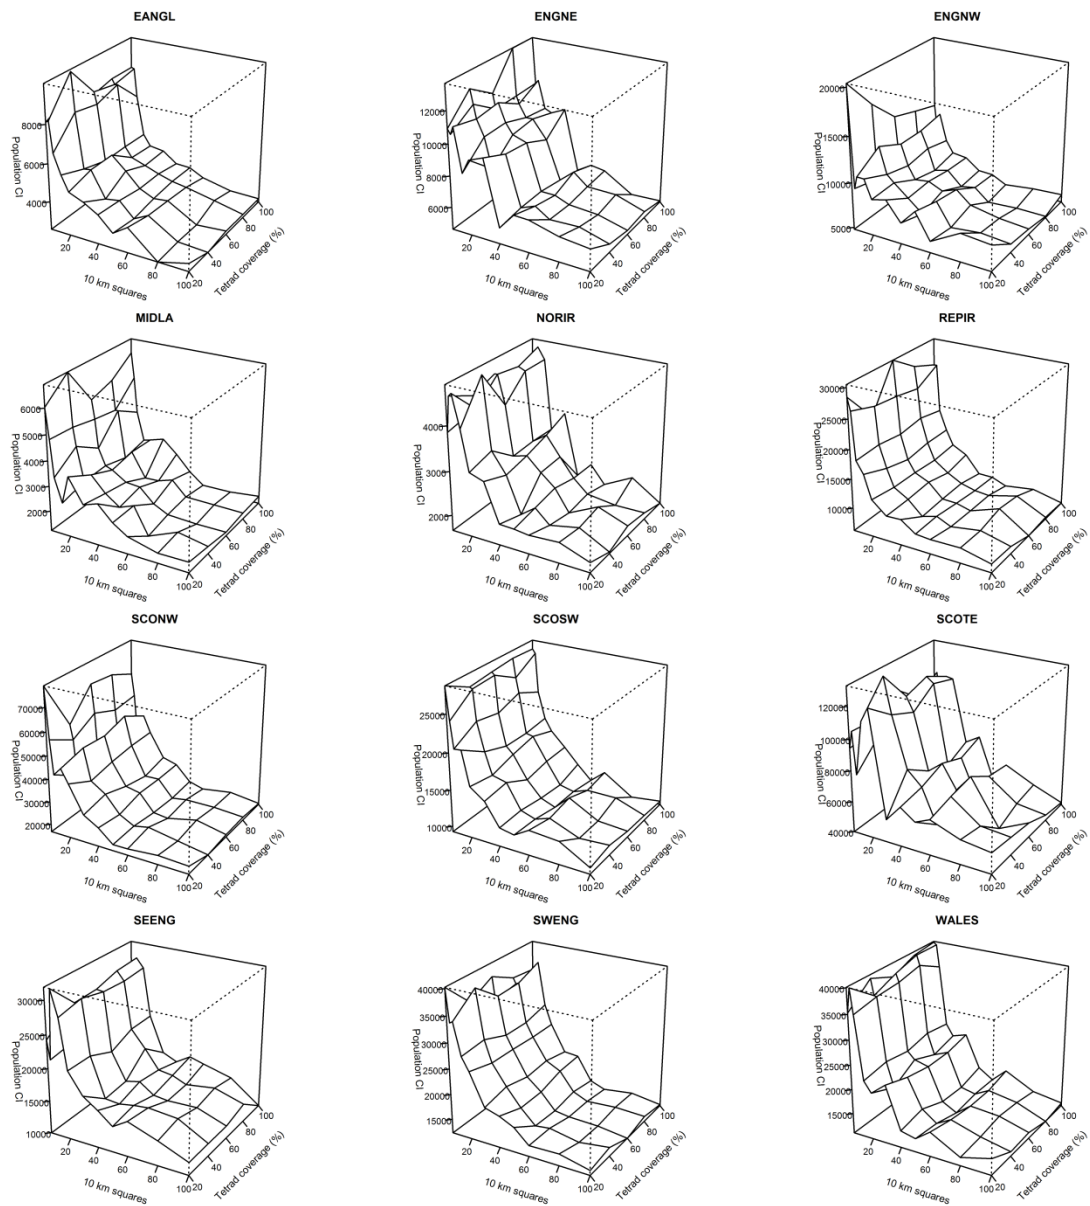 EANGL ENGNE ENGNW
8000 12000 20000
6000 10000 15000
4000 8000 10000
6000 5000
Population CI Population CI Population CI
20 40 60 80 100 20 40 60 80 100 20 40 60 80 100
20 40 60 80 100 20 40 60 80 100 20 40 60 80 100
10 km squares 10 km squares 10 km squares
Tetrad coverage (%) Tetrad coverage (%) Tetrad coverage (%)
MIDLA NORIR REPIR
6000 4000 30000
5000 3000 25000
4000 2000 20000
3000 15000
2000 10000
Population CI Population CI Population CI
20 40 60 80 100 20 40 60 80 100 20 40 60 80 100
20 40 60 80 100 20 40 60 80 100 20 40 60 80 100
10 km squares 10 km squares 10 km squares
Tetrad coverage (%) Tetrad coverage (%) Tetrad coverage (%)
SCONW SCOSW SCOTE
70000 25000 120000
60000 20000 100000
50000 15000 80000
40000 10000 60000
30000 40000
20000
Population CI Population CI Population CI
20 40 60 80 100 20 40 60 80 100 20 40 60 80 100
20 40 60 80 100 20 40 60 80 100 20 40 60 80 100
10 km squares 10 km squares 10 km squares
Tetrad coverage (%) Tetrad coverage (%) Tetrad coverage (%)
SEENG SWENG WALES
30000 40000 40000
25000 35000 35000
20000 30000 30000
15000 25000 25000
10000 20000 20000
15000 15000
Population CI Population CI Population CI
20 40 60 80 100 20 40 60 80 100 20 40 60 80 100
20 40 60 80 100 20 40 60 80 100 20 40 60 80 100
10 km squares 10 km squares 10 km squares
Tetrad coverage (%) Tetrad coverage (%) Tetrad coverage (%)